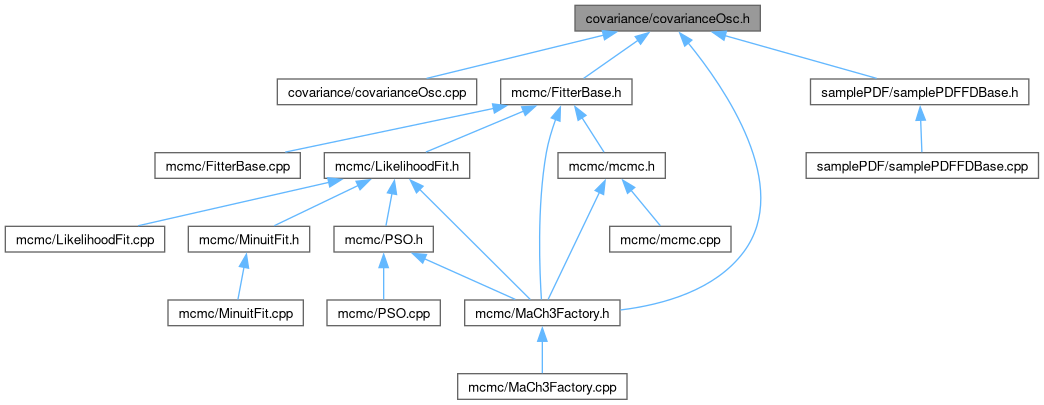 covariance/covarianceOsc.h
covariance/covarianceOsc.cpp
mcmc/FitterBase.h
samplePDF/samplePDFFDBase.h
mcmc/FitterBase.cpp
mcmc/LikelihoodFit.h
mcmc/mcmc.h
samplePDF/samplePDFFDBase.cpp
mcmc/LikelihoodFit.cpp
mcmc/MinuitFit.h
mcmc/PSO.h
mcmc/mcmc.cpp
mcmc/MinuitFit.cpp
mcmc/PSO.cpp
mcmc/MaCh3Factory.h
mcmc/MaCh3Factory.cpp